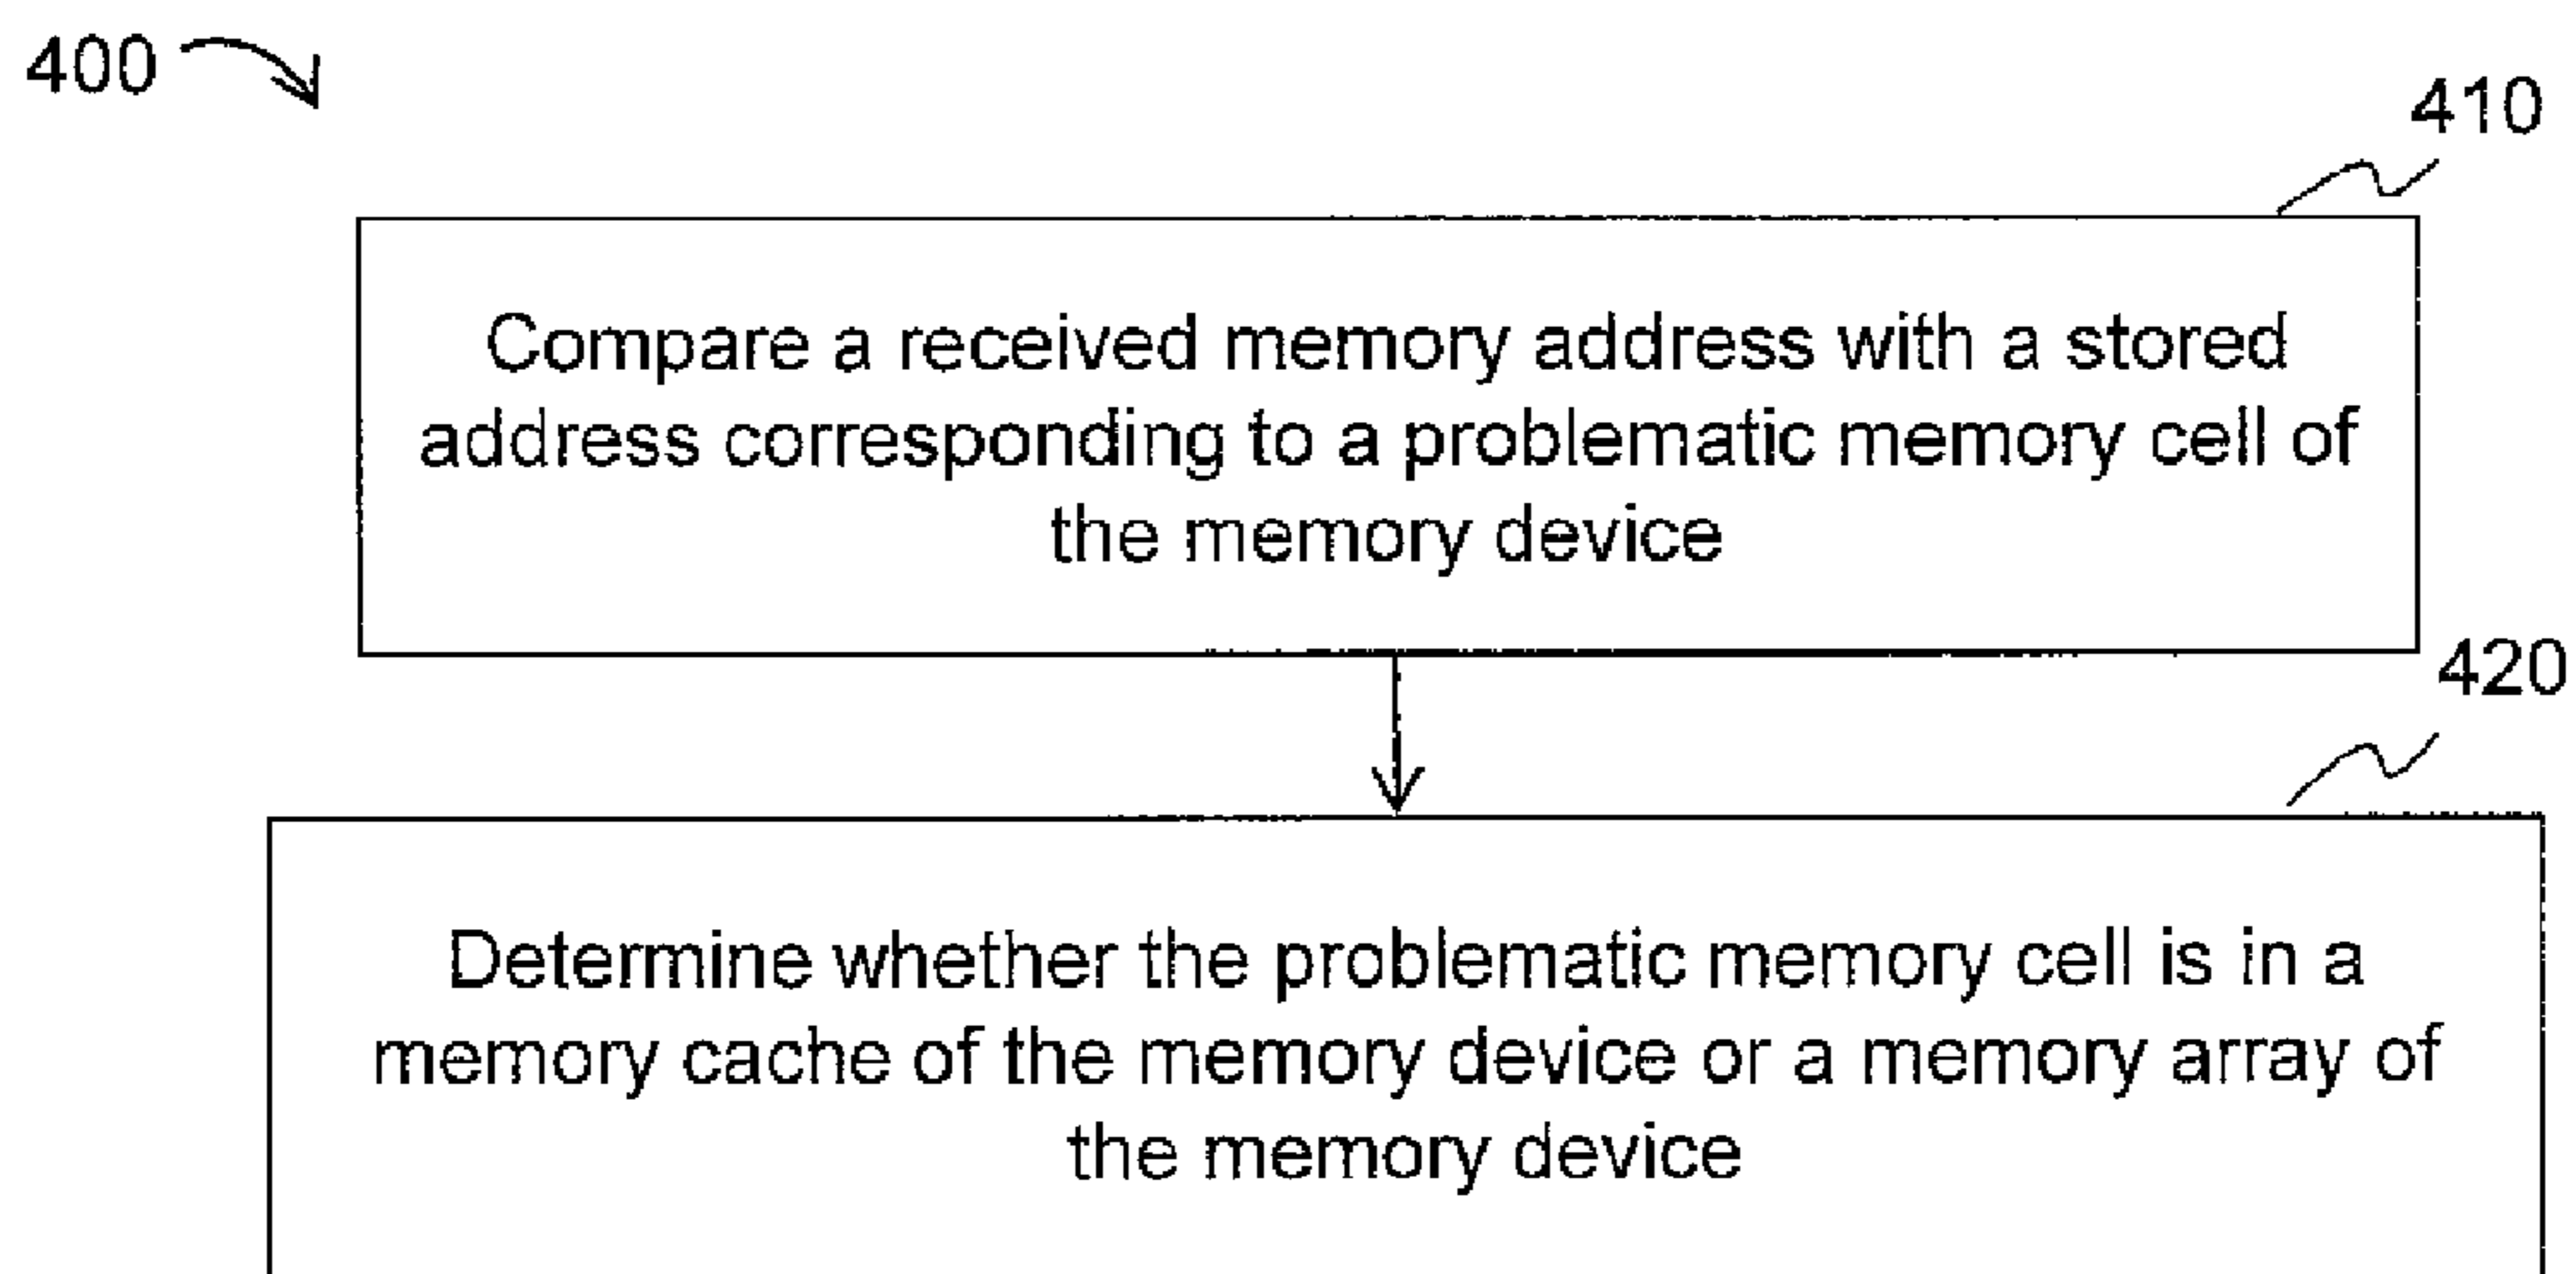 400
410
Compare a received memory address with a stored
address corresponding to a problematic memory cell of
the memory device
420
Determine whether the problematic memory cell is in a
memory cache of the memory device or a memory array of
the memory device